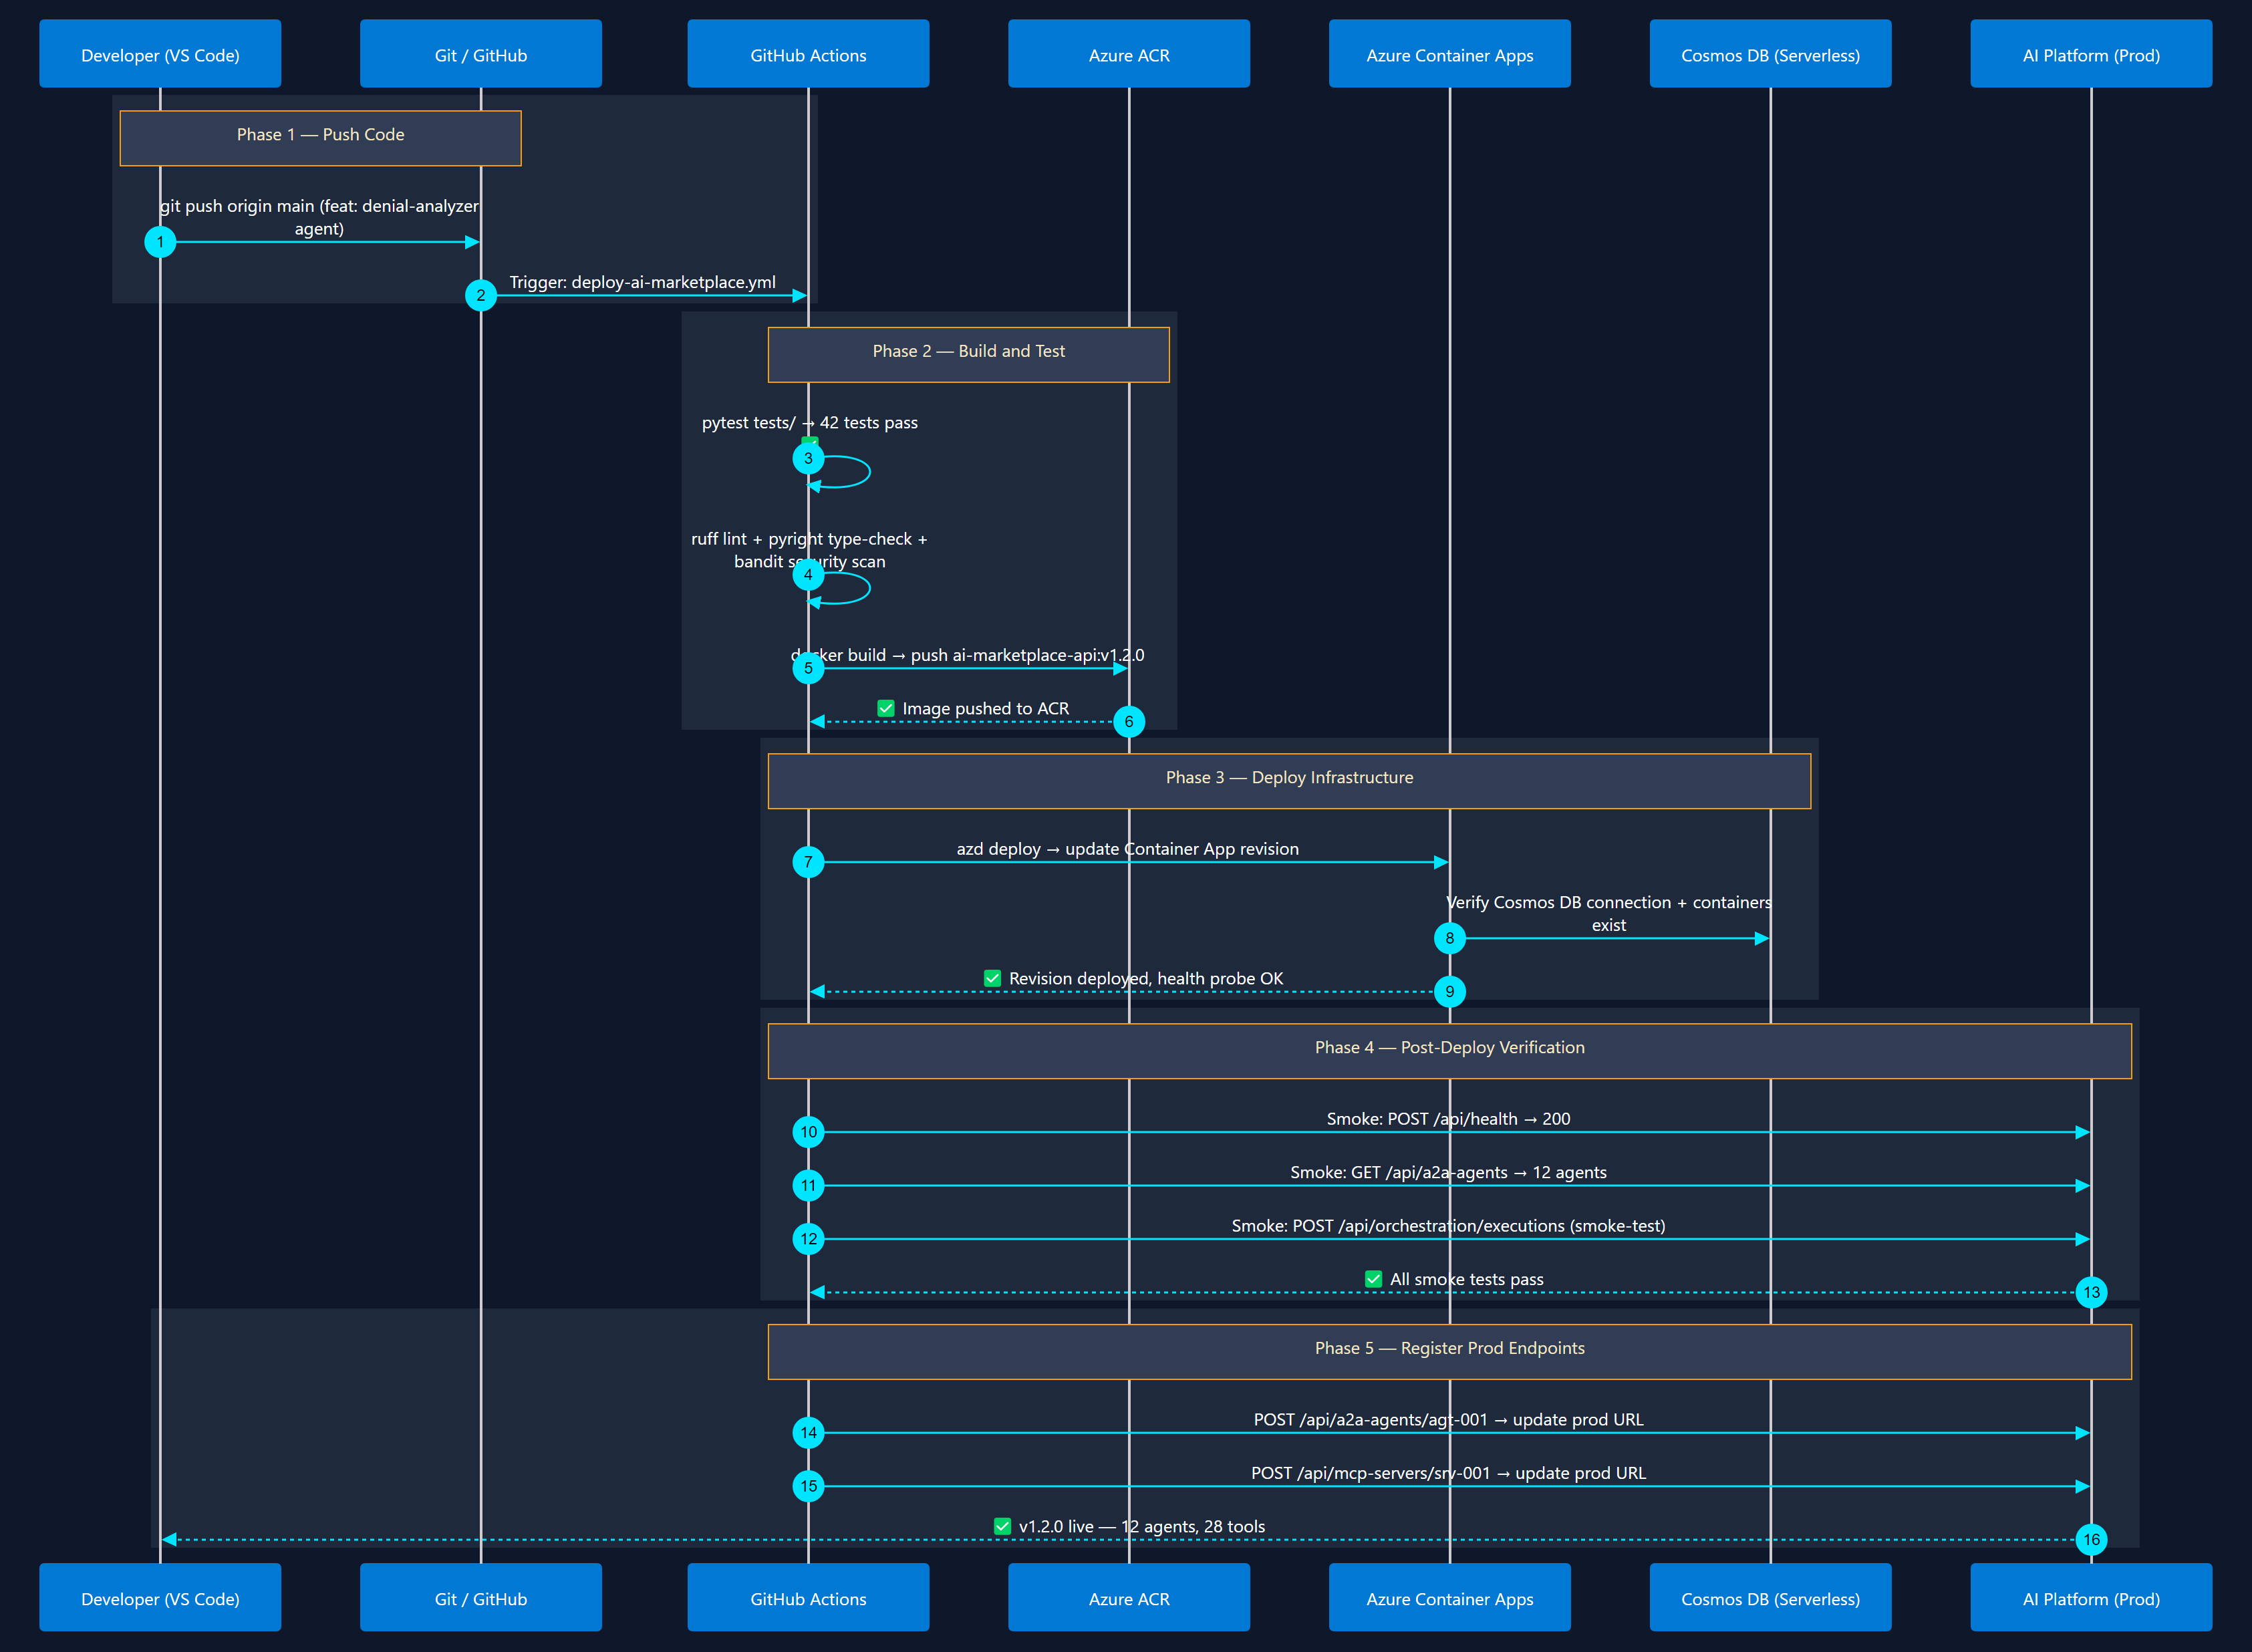 Developer (VS Code)
Git / GitHub
GitHub Actions
Azure ACR
Azure Container Apps
Cosmos DB (Serverless)
AI Platform (Prod)
Phase 1 — Push Code
git push origin main (feat: denial-analyzer
agent)
1
Trigger: deploy-ai-marketplace.yml
2
Phase 2 — Build and Test
pytest tests/ → 42 tests pass
✅
3
ruff lint + pyright type-check +
bandit security scan
4
docker build → push ai-marketplace-api:v1.2.0
5
✅ Image pushed to ACR
6
Phase 3 — Deploy Infrastructure
azd deploy → update Container App revision
7
Verify Cosmos DB connection + containers
exist
8
✅ Revision deployed, health probe OK
9
Phase 4 — Post-Deploy Verification
Smoke: POST /api/health → 200
10
Smoke: GET /api/a2a-agents → 12 agents
11
Smoke: POST /api/orchestration/executions (smoke-test)
12
✅ All smoke tests pass
13
Phase 5 — Register Prod Endpoints
POST /api/a2a-agents/agt-001 → update prod URL
14
POST /api/mcp-servers/srv-001 → update prod URL
15
✅ v1.2.0 live — 12 agents, 28 tools
16
Developer (VS Code)
Git / GitHub
GitHub Actions
Azure ACR
Azure Container Apps
Cosmos DB (Serverless)
AI Platform (Prod)